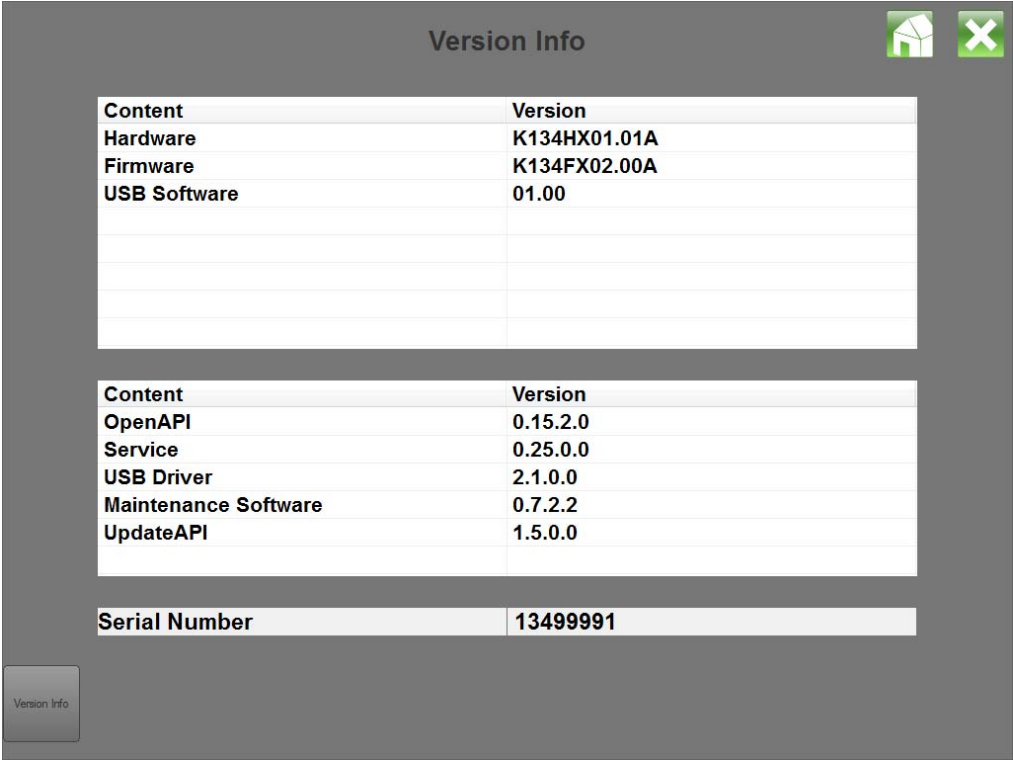 Version Info
Content Version
Hardware K134HX01.01A
Firmware K134FX02.00A
USB Software 01.00
Content Version
OpenAPI 0.15.2.0
Service 0.25.0.0
USB Driver 2.1.0.0
Maintenance Software 0.7.2.2
UpdateAPI 1.5.0.0
Serial Number 13499991
Version Info